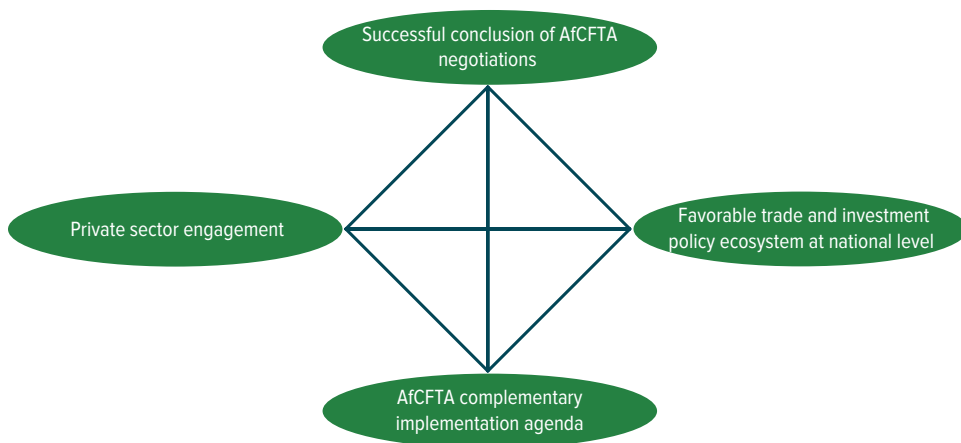 Successful conclusion of AfCFTA
negotiations
Private sector engagement
Favorable trade and investment
policy ecosystem at national level
AfCFTA complementary
implementation agenda